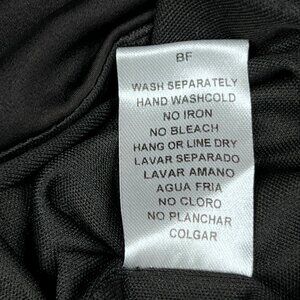 BF
WASH SEPARATELY
HAND WASHCOLD
NO IRON
NO BLEACH
HANG OR LINE DRY
LAVAR SEPARADO
LAVAR AMANO
AGUA FRIA
NO CLORO
NO PLANCHAR
COLGAR